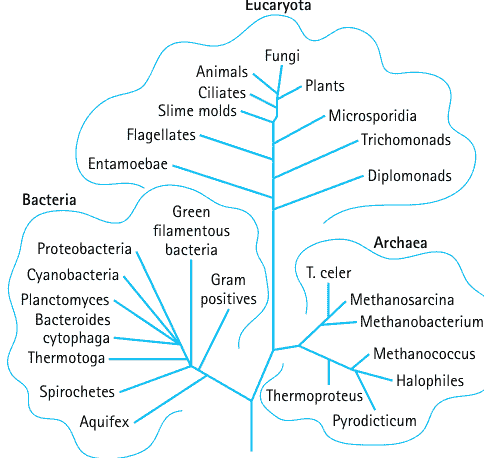 Eucaryota
Fungi
Animals
Plants
Ciliates
Slime molds
Microsporidia
Flagellates
Trichomonads
Entamoebae
Diplomonads
Bacteria
Green
filamentous
bacteria
Proteobacteria
Cyanobacteria
Gram
positives
Planctomyces
Bacteroides
cytophaga
Thermotoga
Spirochetes
Aquifex
Archaea
T. celer
Methanosarcina
Methanobacterium
Methanococcus
Halophiles
Thermoproteus
Pyrodicticum